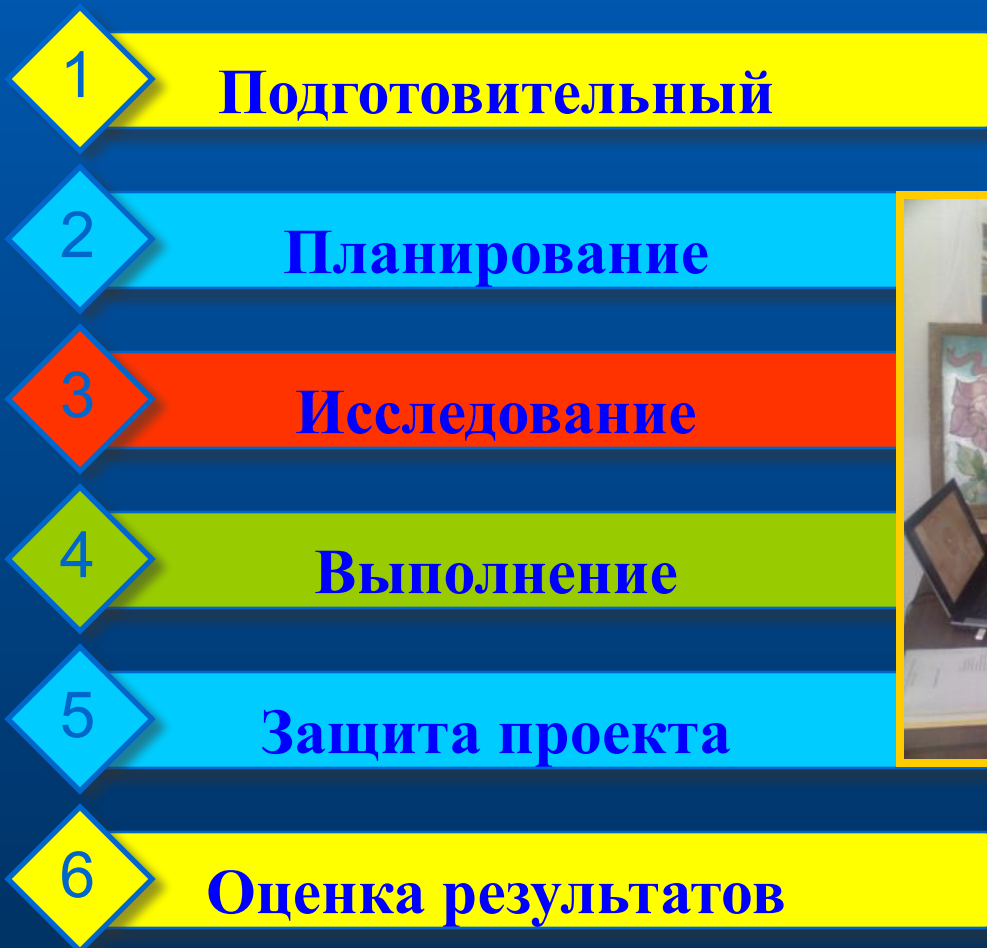 1 Подготовительный
2 Планирование
3 Исследование
4 Выполнение
5 Защита проекта
6 Оценка результатов